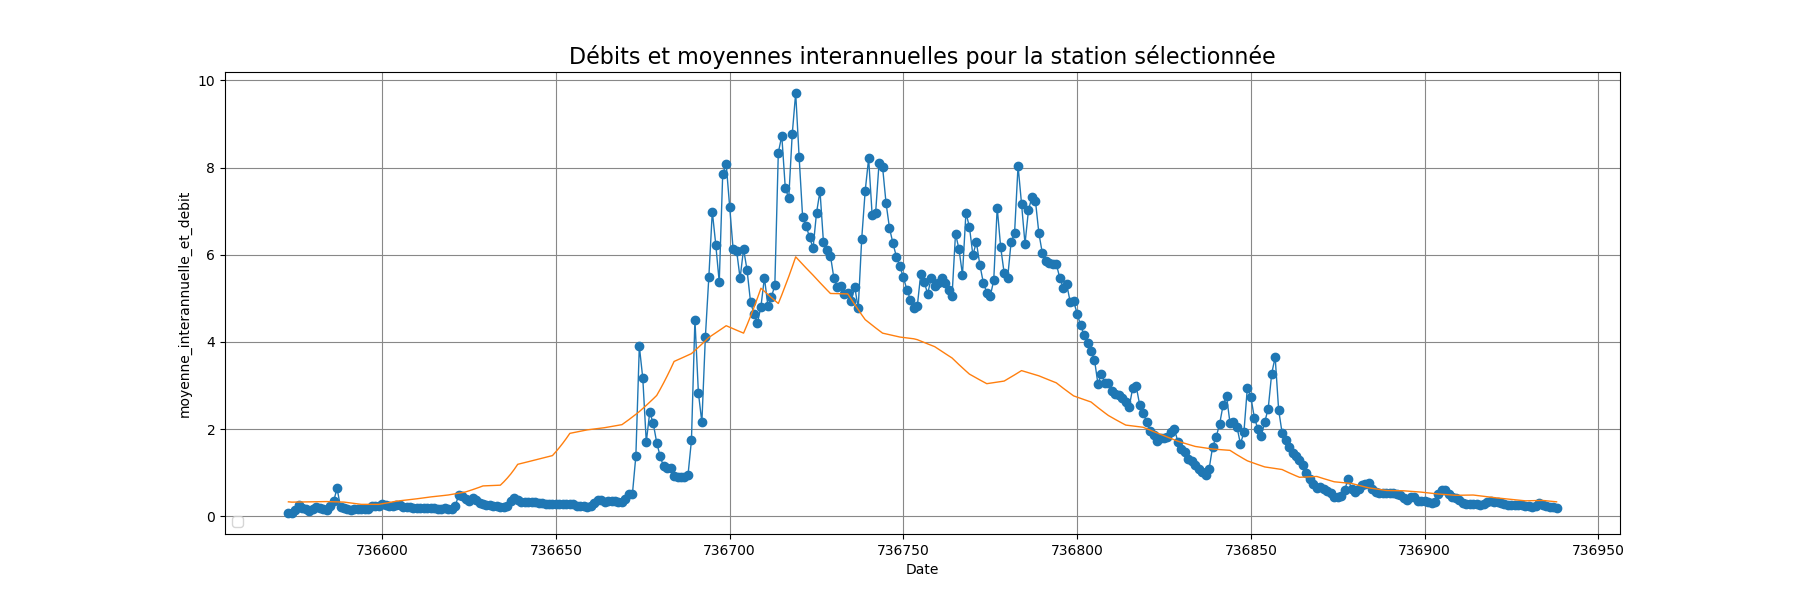 Débits et moyennes interannuelles pour la station sélectionnée
moyenne_interannuelle_et_debit
10
8
6
4
2
0
736600 736650 736700 736750 736800 736850 736900 736950
Date